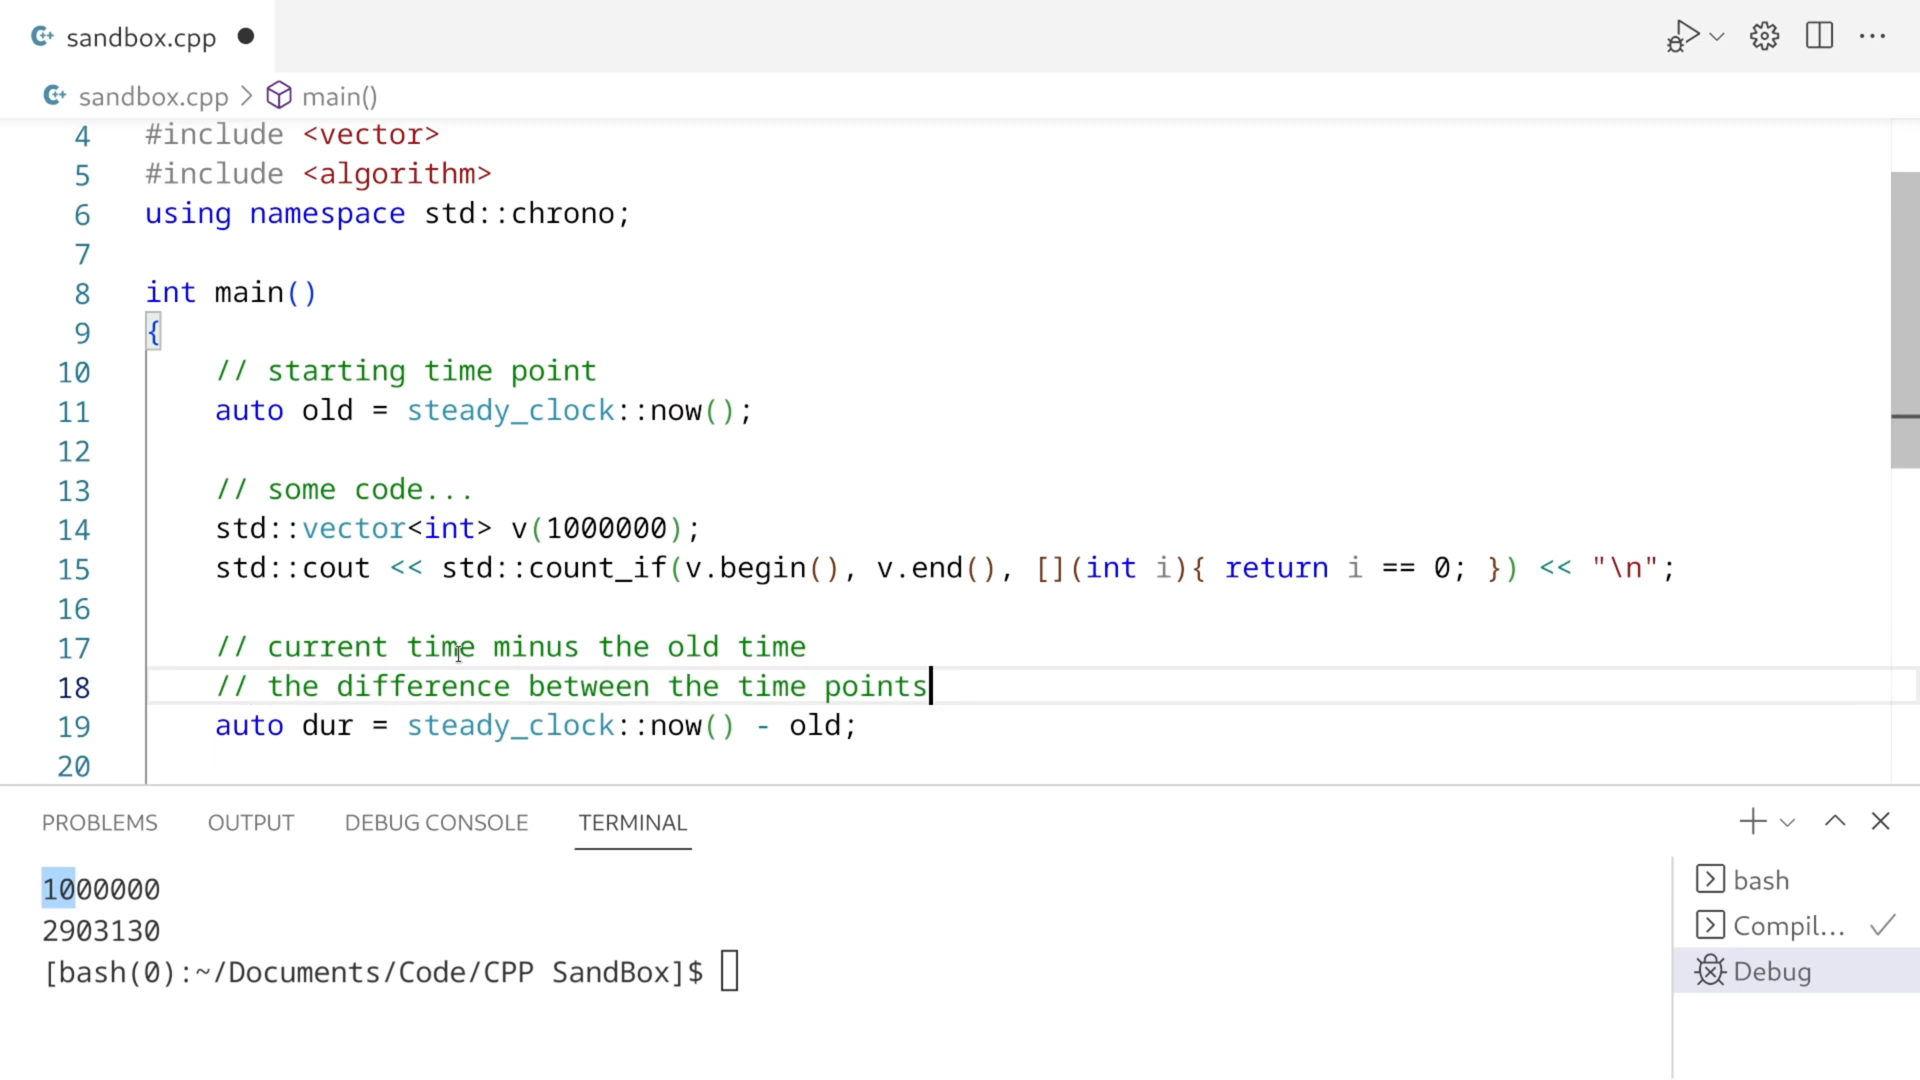 sandbox.cpp
sandbox.cpp > main()
4 #include <vector>
5 #include <algorithm>
6 using namespace std::chrono;
7
8 int main()
9 {
10 // starting time point
11 auto old = steady_clock::now();
12
13 // some code...
14 std::vector<int> v(1000000);
15 std::cout << std::count_if(v.begin(), v.end(), [](int i){ return i == 0; }) << "\n";
16
17 // current time minus the old time
18 // the difference between the time points
19 auto dur = steady_clock::now() - old;
20
PROBLEMS OUTPUT DEBUG CONSOLE TERMINAL
1000000
2903130
[bash(0):~/Documents/Code/CPP SandBox]$
bash
Compil...
Debug